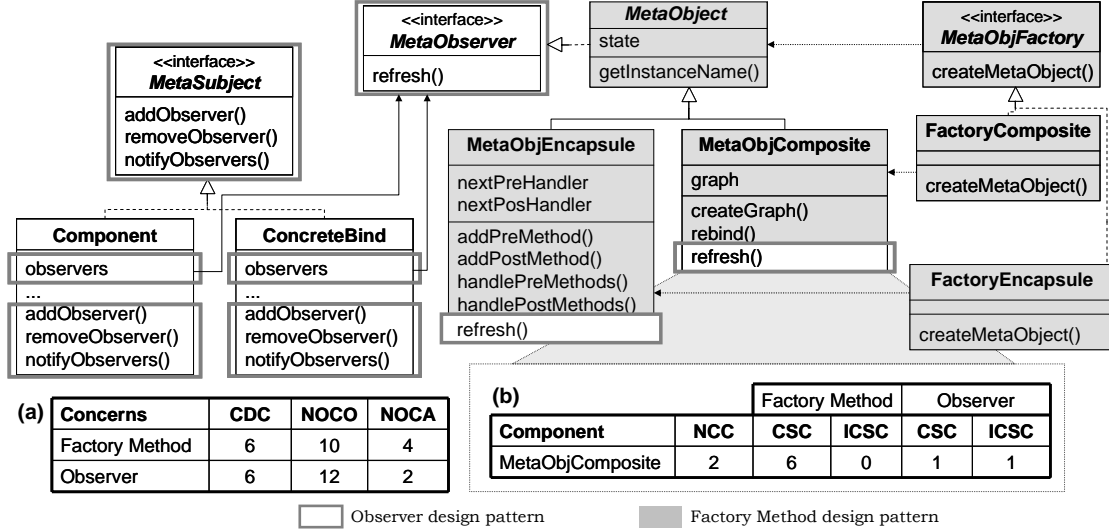 <<interface>>
MetaSubject
addObserver()
removeObserver()
notifyObservers()
<<interface>>
MetaObserver
refresh()
MetaObject
state
getInstanceName()
<<interface>>
MetaObjFactory
createMetaObject()
MetaObjEncapsule
nextPreHandler
nextPosHandler
addPreMethod()
addPostMethod()
handlePreMethods()
handlePostMethods()
refresh()
MetaObjComposite
graph
createGraph()
rebind()
refresh()
FactoryComposite
createMetaObject()
FactoryEncapsule
createMetaObject()
Component
observers
...
addObserver()
removeObserver()
notifyObservers()
ConcreteBind
observers
...
addObserver()
removeObserver()
notifyObservers()
(a)
Concerns CDC NOCO NOCA
Factory Method 6 10 4
Observer 6 12 2
(b)
Factory Method Observer
Component NCC CSC ICSC CSC ICSC
MetaObjComposite 2 6 0 1 1
Observer design pattern
Factory Method design pattern